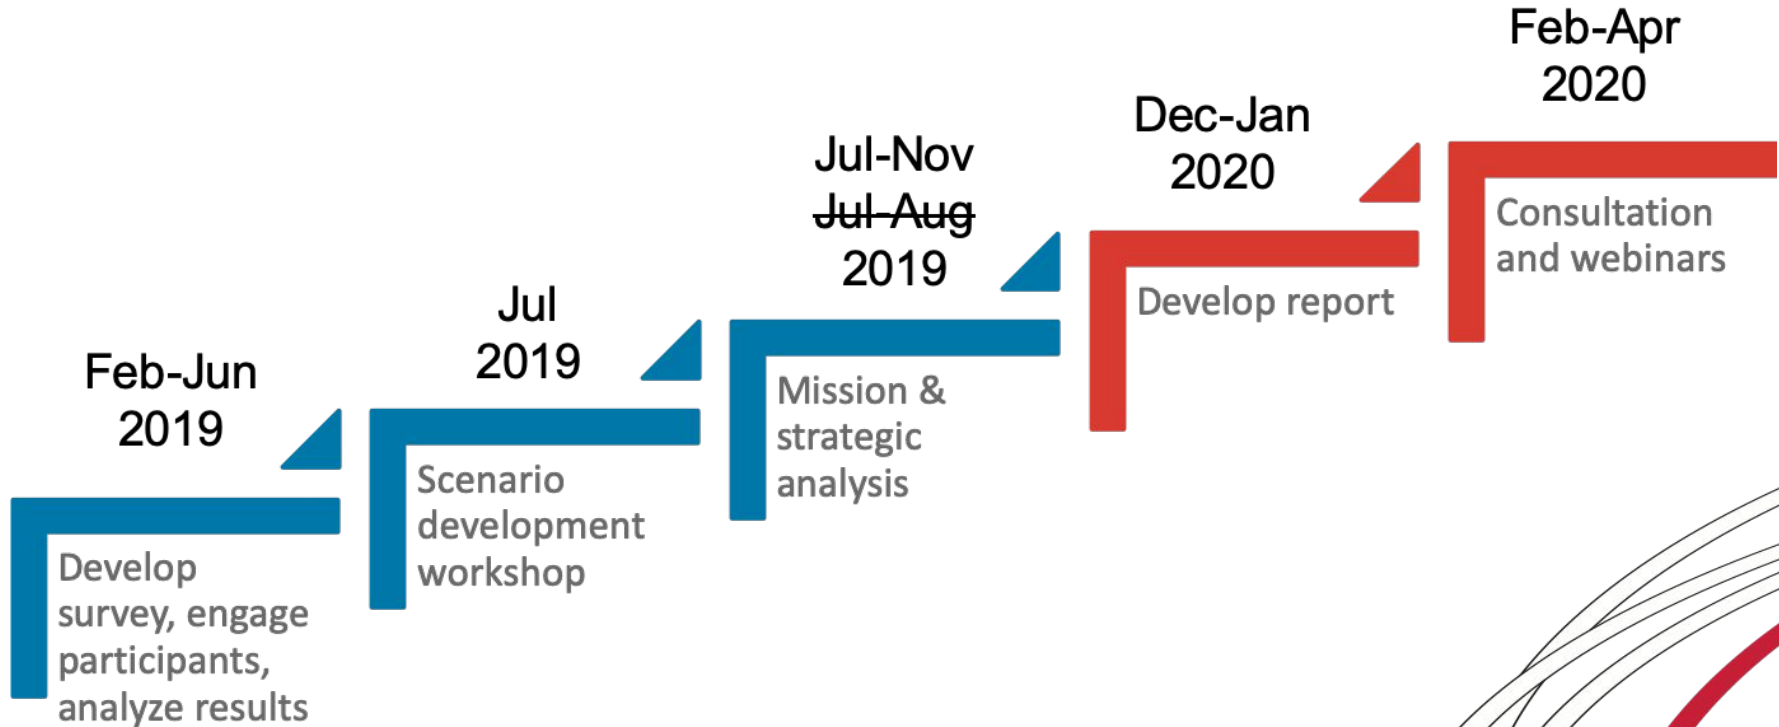 Feb-Jun
2019
Develop
survey, engage
participants,
analyze results
Jul
2019
Scenario
development
workshop
Jul-Nov
Jul-Aug
2019
Mission &
strategic
analysis
Dec-Jan
2020
Develop report
Feb-Apr
2020
Consultation
and webinars